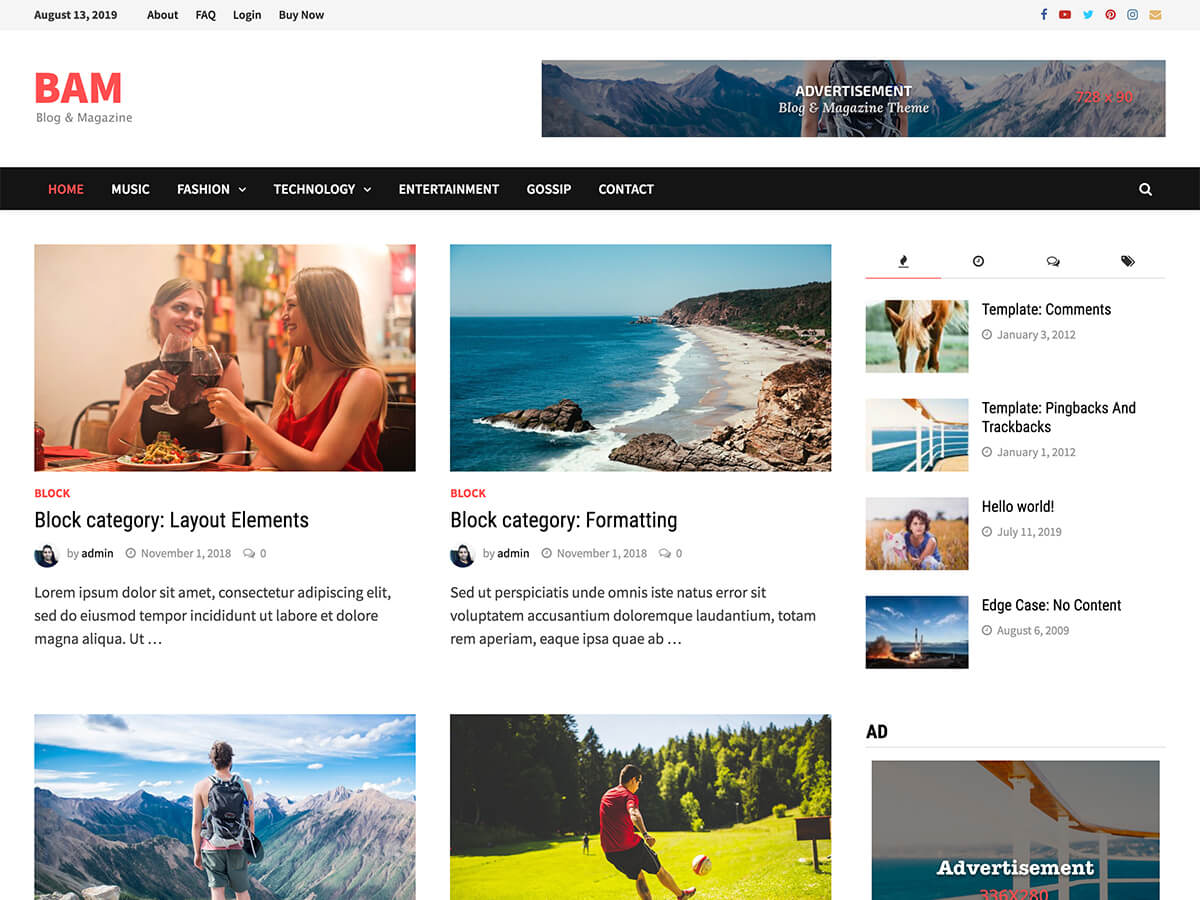 August 13, 2019 About FAQ Login Buy Now
BAM
Blog & Magazine
ADVERTISEMENT
Blog & Magazine Theme
728 x 90
HOME MUSIC FASHION TECHNOLOGY ENTERTAINMENT GOSSIP CONTACT
BLOCK
Block category: Layout Elements
by admin November 1, 2018 0
Lorem ipsum dolor sit amet, consectetur adipiscing elit,
sed do eiusmod tempor incididunt ut labore et dolore
magna aliqua. Ut …
BLOCK
Block category: Formatting
by admin November 1, 2018 0
Sed ut perspiciatis unde omnis iste natus error sit
voluptatem accusantium doloremque laudantium, totam
rem aperiam, eaque ipsa quae ab …
Template: Comments
January 3, 2012
Template: Pingbacks And
Trackbacks
January 1, 2012
Hello world!
July 11, 2019
Edge Case: No Content
August 6, 2009
AD
Advertisement
336X280